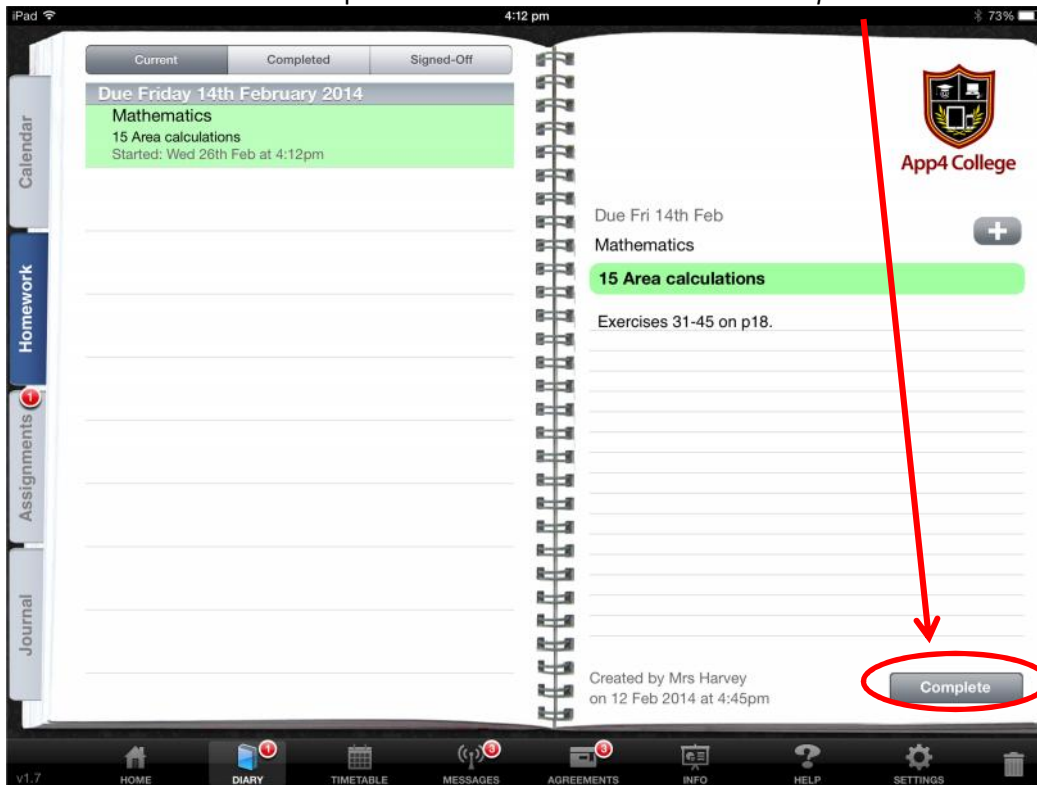 iPad
4:12 pm
73%
Current Completed Signed-Off
Due Friday 14th February 2014
Mathematics
15 Area calculations
Started: Wed 26th Feb at 4:12pm
Calendar
Homework
1
Assignments
Journal
App4 College
Due Fri 14th Feb
+
Mathematics
15 Area calculations
Exercises 31-45 on p18.
Created by Mrs Harvey
on 12 Feb 2014 at 4:45pm
Complete
1 3 3 ?
v1.7 HOME DIARY TIMETABLE MESSAGES AGREEMENTS INFO HELP SETTINGS